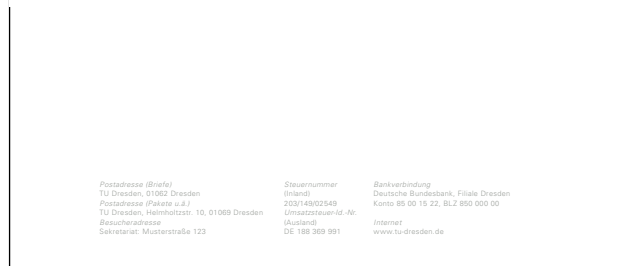 Postadresse (Briefe)
TU Dresden, 01062 Dresden
Postadresse (Pakete u.ä.)
TU Dresden, Helmholtzstr. 10, 01069 Dresden
Besucheradresse
Sekretariat: Musterstraße 123
Steuernummer
(Inland)
203/149/02549
Umsatzsteuer-Id.-Nr.
(Ausland)
DE 188 369 991
Bankverbindung
Deutsche Bundesbank, Filiale Dresden
Konto 85 00 15 22, BLZ 850 000 00
Internet
www.tu-dresden.de